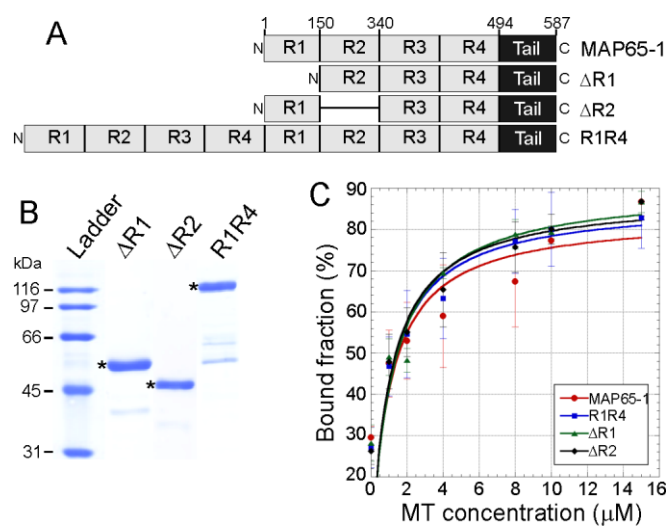 A
1 150 340 494 587
N R1 R2 R3 R4 Tail C MAP65-1
N R2 R3 R4 Tail C ΔR1
N R1 R3 R4 Tail C ΔR2
N R1 R2 R3 R4 R1 R2 R3 R4 Tail C R1R4
B
Ladder ΔR1 ΔR2 R1R4
kDa
116
97
66
45
31
*
*
*
C
Bound fraction (%)
90
80
70
60
50
40
30
20
0 2 4 6 8 10 12 14 16
MT concentration (μM)
MAP65-1
R1R4
ΔR1
ΔR2